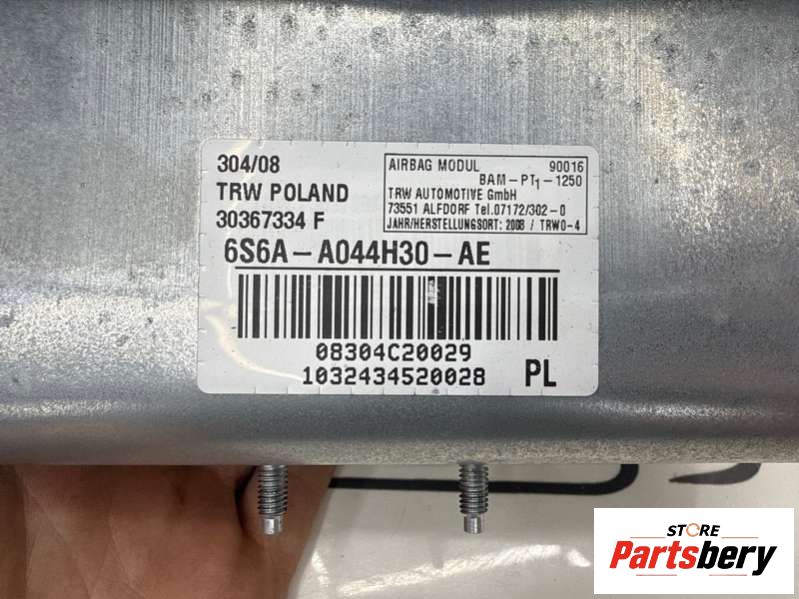 304/08
TRW POLAND
30367334 F
AIRBAG MODUL 90016
BAM-PT1-1250
TRW AUTOMOTIVE GmbH
73551 ALFDORF Tel.07172/302-0
JAHR/HERSTELLUNGSORT: 2008 / TRWO-4
6S6A-A044H30-AE
08304C20029
1032434520028 PL
STORE
Partsbery